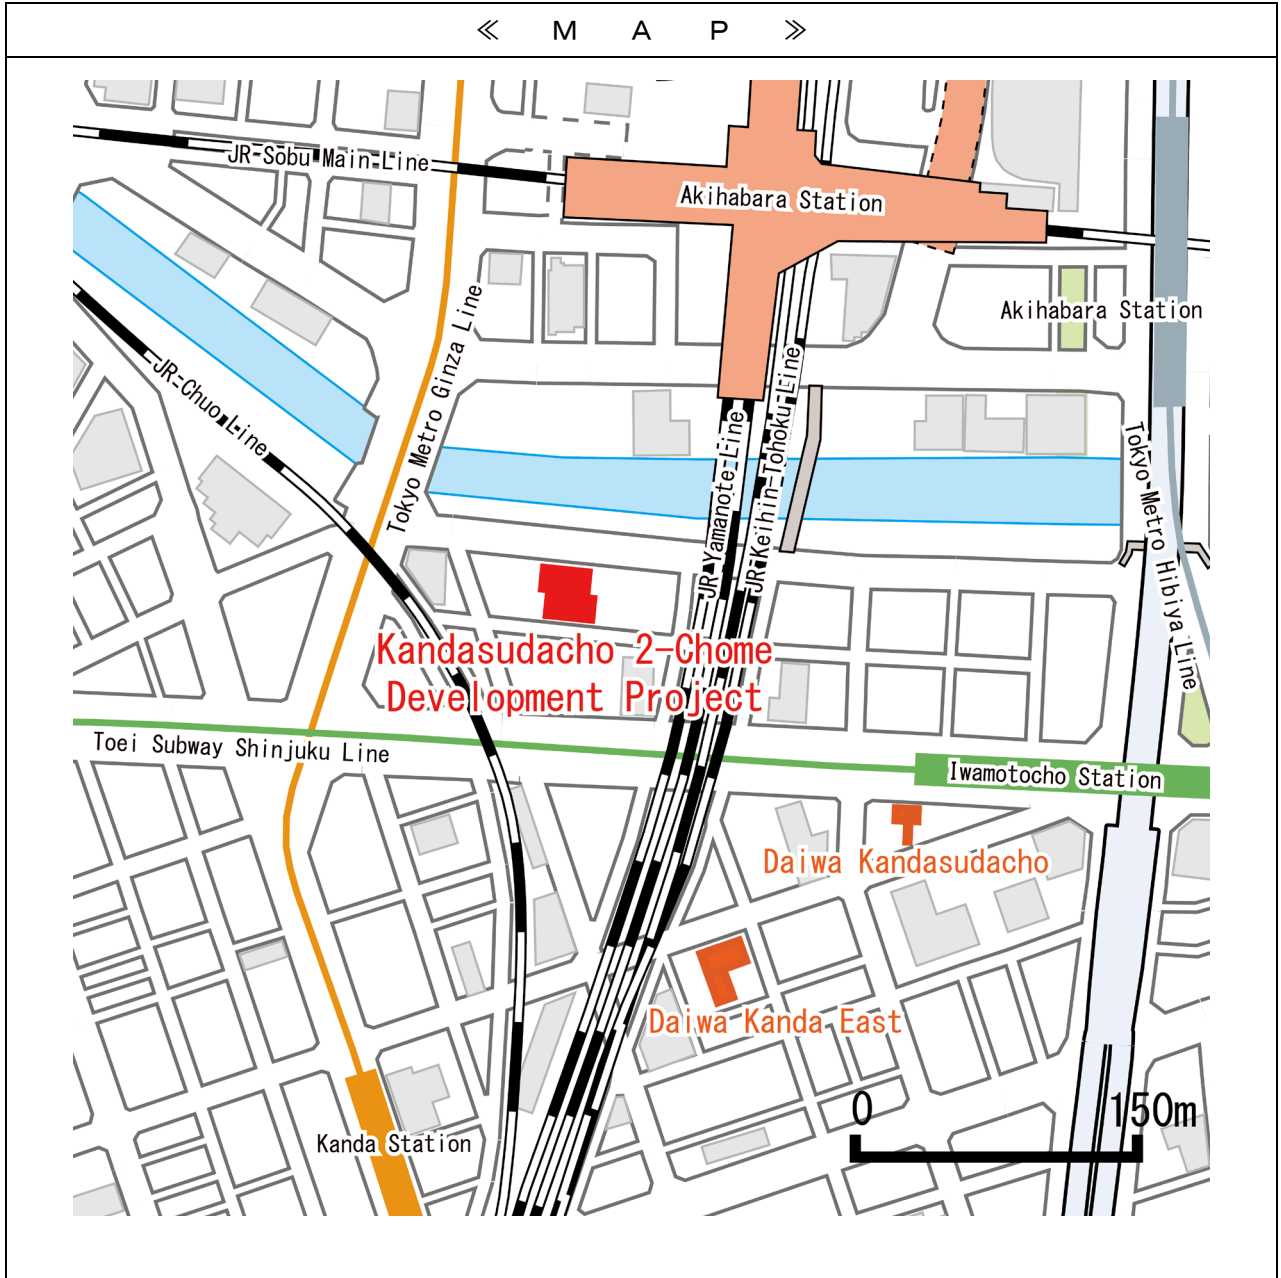 ≪ M A P ≫
JR-Sobu Main Line
Akihabara Station
Akihabara Station
Tokyo Metro Ginza Line
JR-Chuo Line
JR-Yamanote Line
JR-Keihin-Tohoku Line
Tokyo Metro Hibiya Line
Kandasudacho 2-Chome
Development Project
Toei Subway Shinjuku Line
Iwamotocho Station
Daiwa Kandasudacho
Daiwa Kanda East
Kanda Station
0 150m